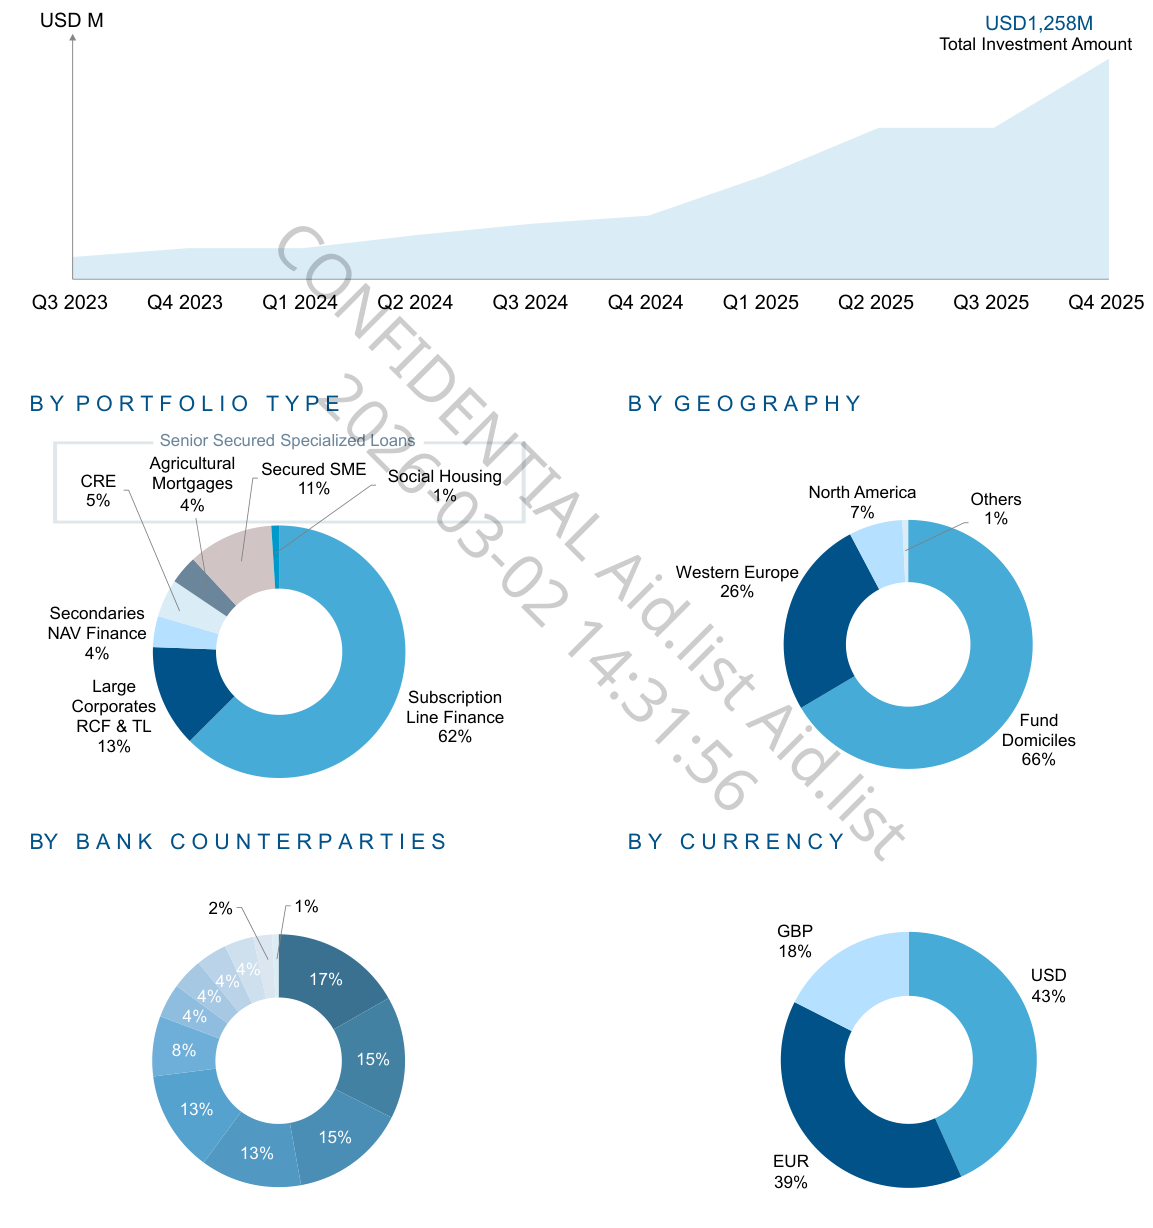 USD M
USD1,258M
Total Investment Amount
Q3 2023
Q4 2023
Q1 2024
Q2 2024
Q3 2024
Q4 2024
Q1 2025
Q2 2025
Q3 2025
Q4 2025
BY PORTFOLIO TYPE
Senior Secured Specialized Loans
CRE
5%
Agricultural
Mortgages
4%
Secured SME
11%
Social Housing
1%
Secondaries
NAV Finance
4%
Large
Corporates
RCF & TL
13%
Subscription
Line Finance
62%
BY GEOGRAPHY
North America
7%
Others
1%
Western Europe
26%
Fund
Domiciles
66%
BY BANK COUNTERPARTIES
2%
1%
17%
15%
15%
13%
13%
8%
4%
4%
4%
4%
BY CURRENCY
GBP
18%
USD
43%
EUR
39%
CONFIDENTIAL Aid.list Aid.list
2026-03-02 14:31:56